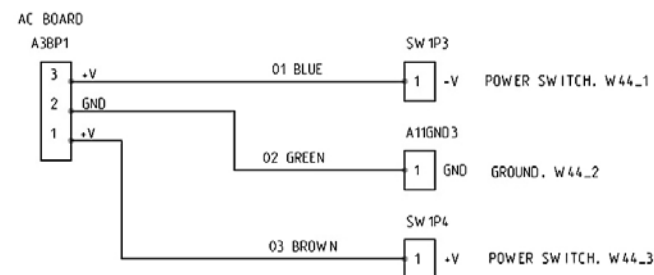 AC BOARD
A3BP1
SW1P3
3 +V
01 BLUE
1 -V
POWER SWITCH. W44_1
2 GND
A11GND3
1 +V
02 GREEN
1 GND
GROUND. W44_2
SW1P4
03 BROWN
1 +V
POWER SWITCH. W44_3